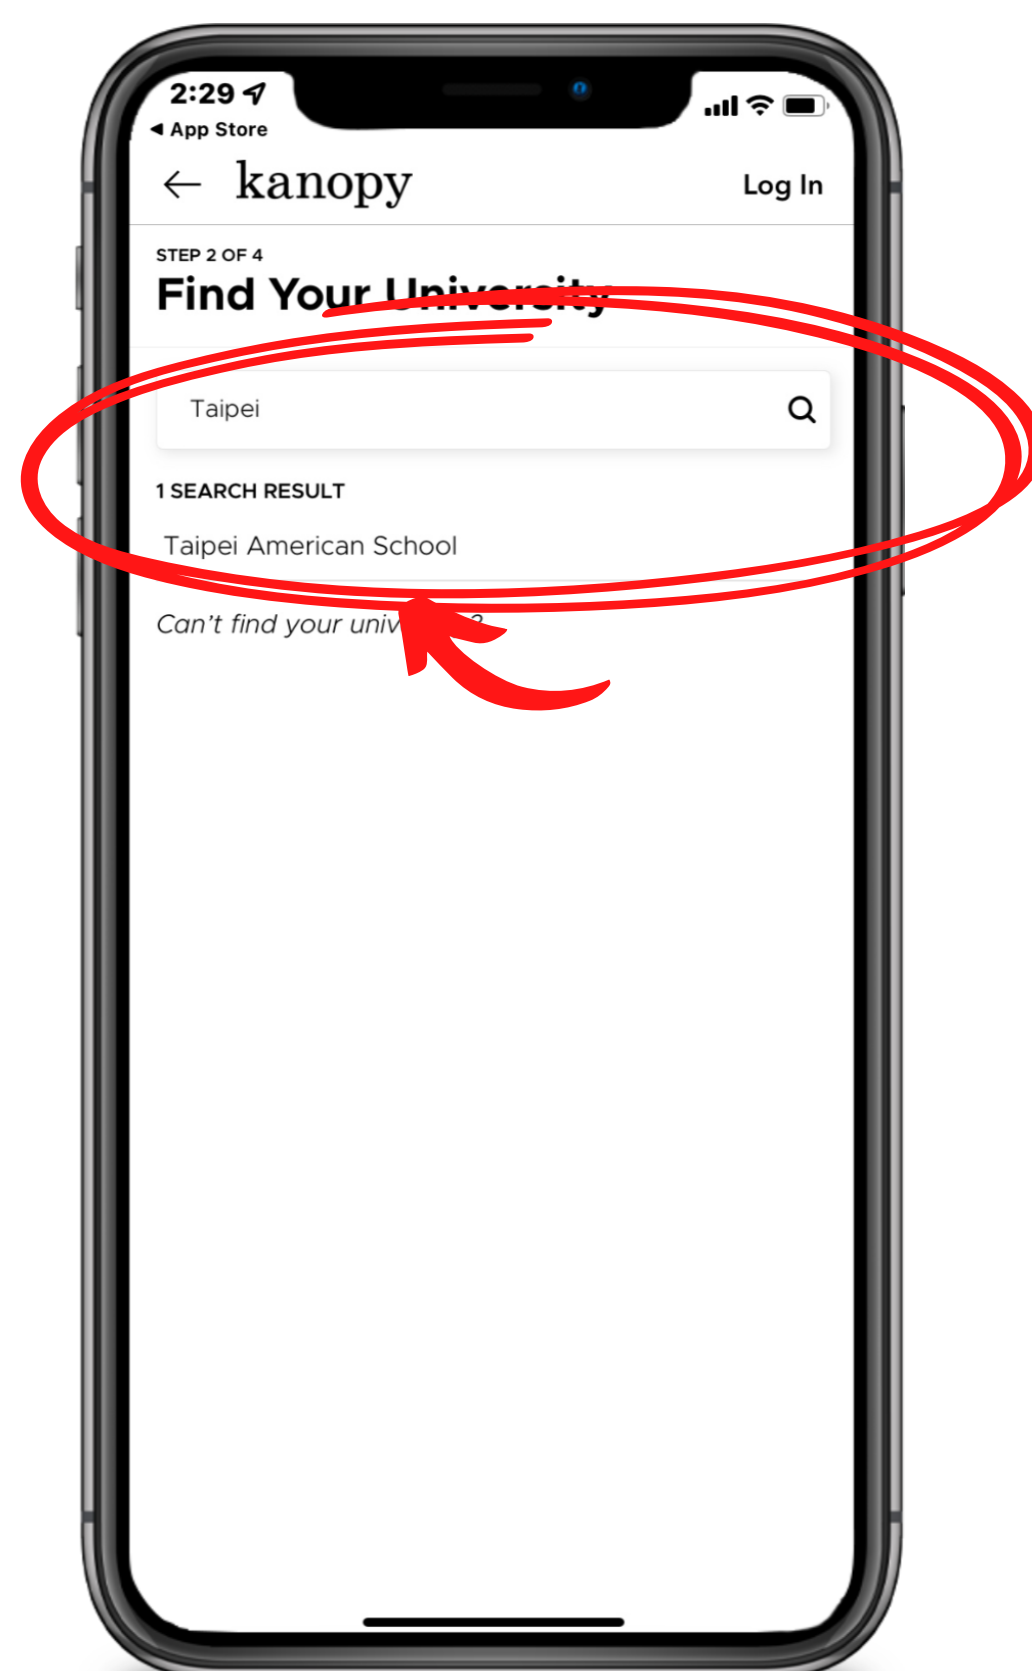 2:29
◀ App Store
← kanopy Log In
STEP 2 OF 4
Find Your University
Taipei
1 SEARCH RESULT
Taipei American School
Can't find your